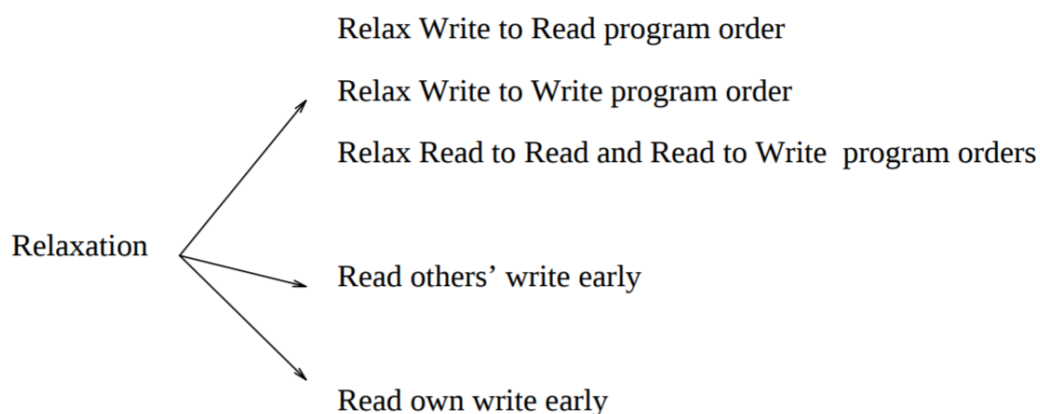 Relax Write to Read program order
Relax Write to Write program order
Relax Read to Read and Read to Write program orders
Relaxation
Read others’ write early
Read own write early